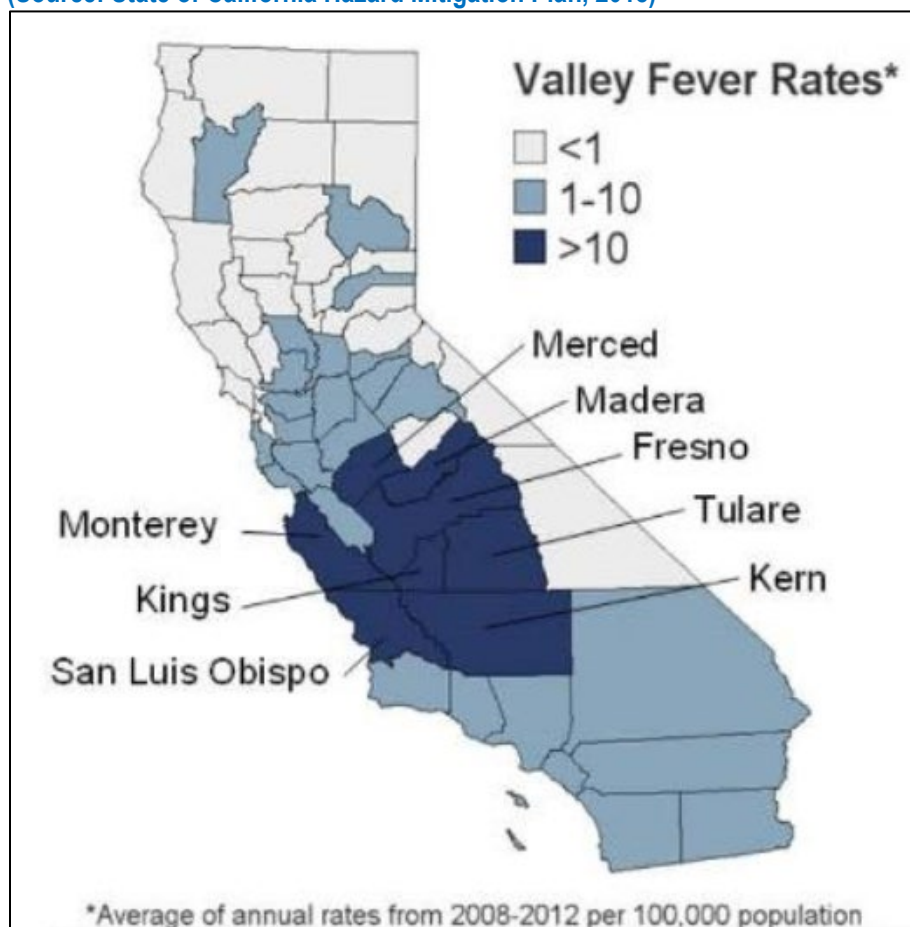 Valley Fever Rates*
<1
1-10
>10
Merced
Madera
Fresno
Monterey
Tulare
Kings
Kern
San Luis Obispo
*Average of annual rates from 2008-2012 per 100,000 population